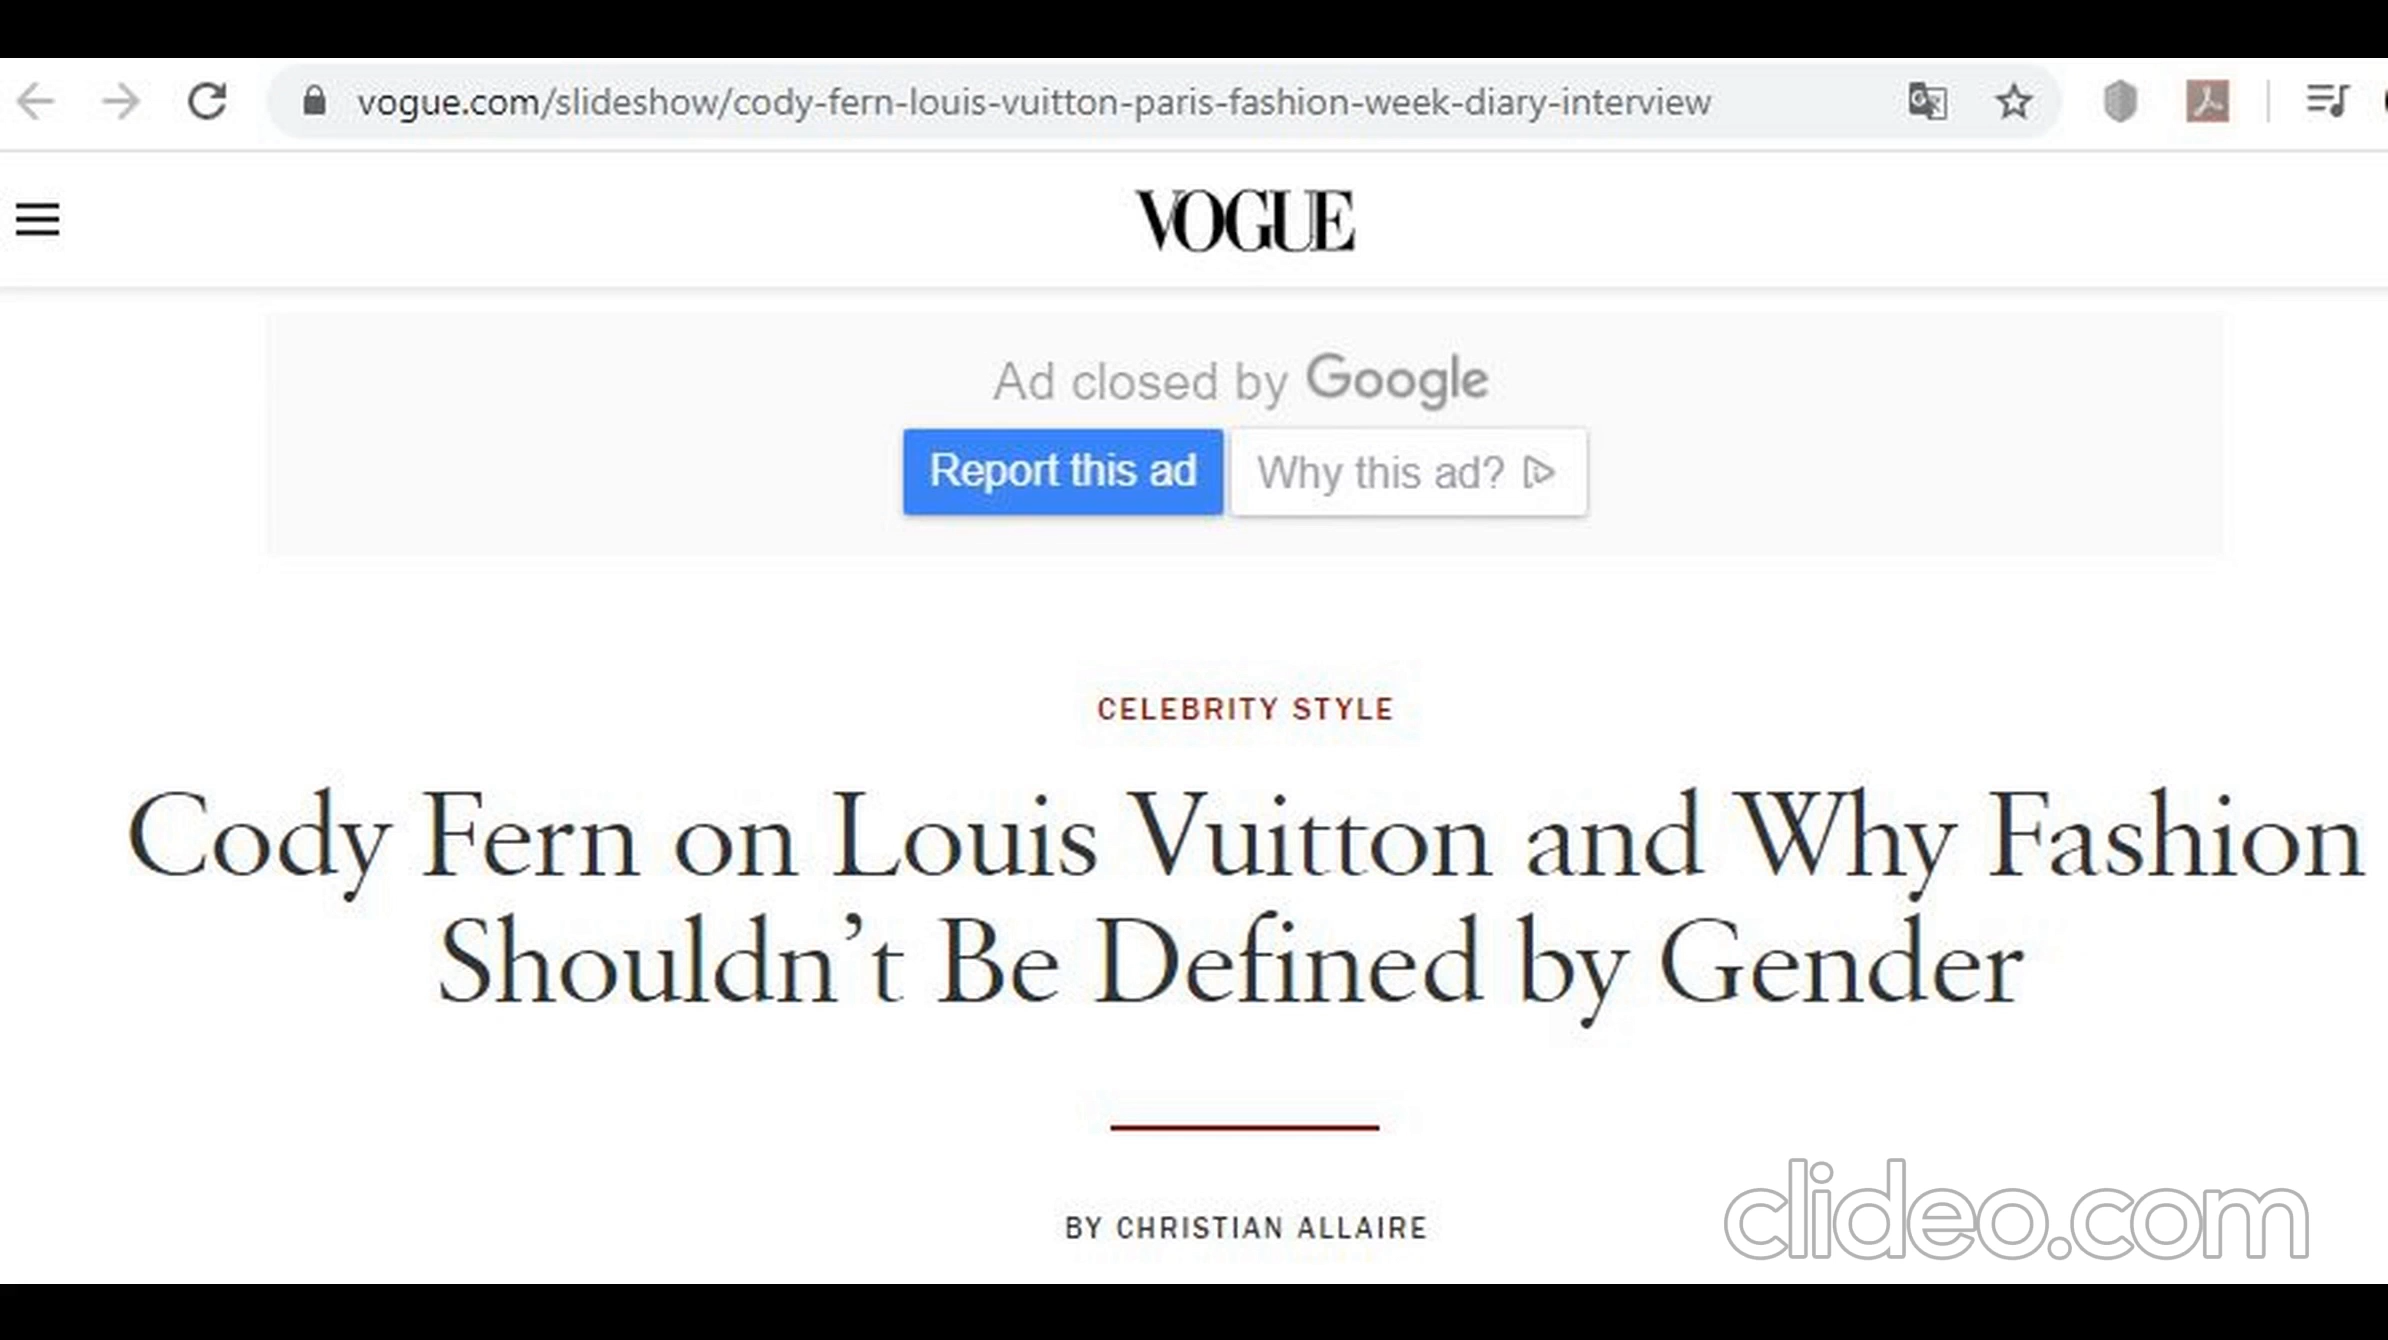 vogue.com/slideshow/cody-fern-louis-vuitton-paris-fashion-week-diary-interview
VOGUE
Ad closed by Google
Report this ad
Why this ad?
CELEBRITY STYLE
Cody Fern on Louis Vuitton and Why Fashion
Shouldn’t Be Defined by Gender
BY CHRISTIAN ALLAIRE
clideo.com